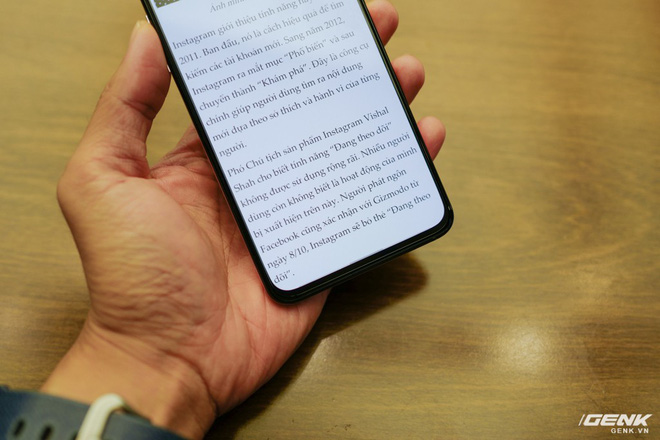 Ảnh min
Instagram giới thiệu tính năng này
2011. Ban đầu, nó là cách hiệu quả để tìm
kiếm các tài khoản mới. Sang năm 2012,
Instagram ra mắt mục "Phổ biến" và sau
chuyển thành "Khám phá". Đây là công cụ
chính giúp người dùng tìm ra nội dung
mới dựa theo sở thích và hành vi của từng
người.
Phó Chủ tịch sản phẩm Instagram Vishal
Shah cho biết tính năng "Đang theo dõi"
không được sử dụng rộng rãi. Nhiều người
dùng còn không biết là hoạt động của mình
bị xuất hiện trên này. Người phát ngôn
Facebook cũng xác nhận với Gizmodo từ
ngày 8/10, Instagram sẽ bỏ thẻ "Đang theo
dõi".
GENK
GENK.VN